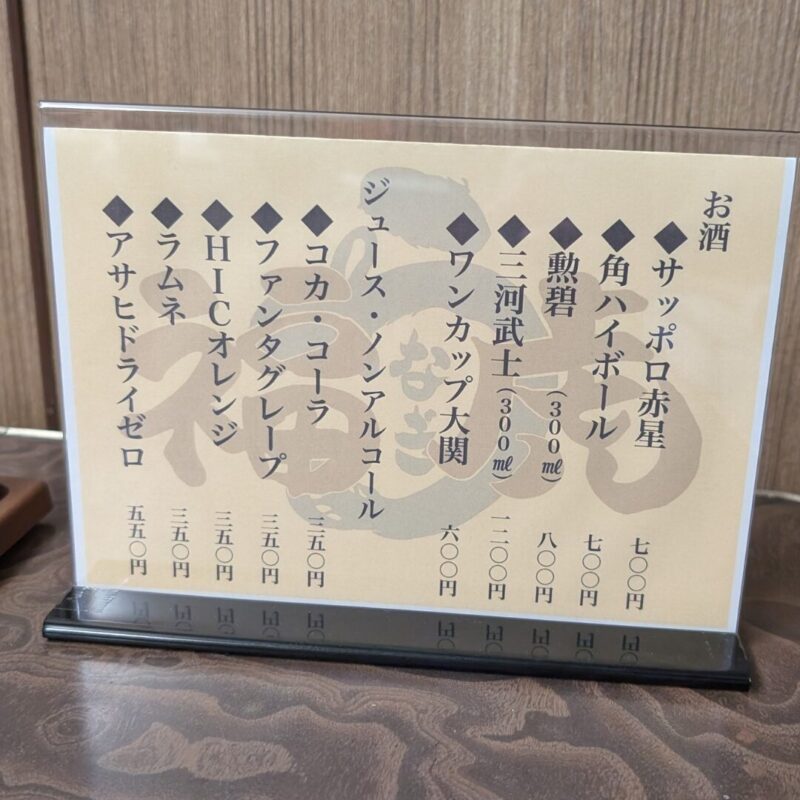 お酒
◆サッポロ赤星 七〇〇円
◆角ハイボール 七〇〇円
◆勲碧（300㎖） 八〇〇円
◆三河武士（300㎖） 一二〇〇円
◆ワンカップ大関 六〇〇円
ジュース・ノンアルコール
◆コカ・コーラ 三五〇円
◆ファンタグレープ 三五〇円
◆HICオレンジ 三五〇円
◆ラムネ 三五〇円
◆アサヒドライゼロ 五五〇円
うなぎ